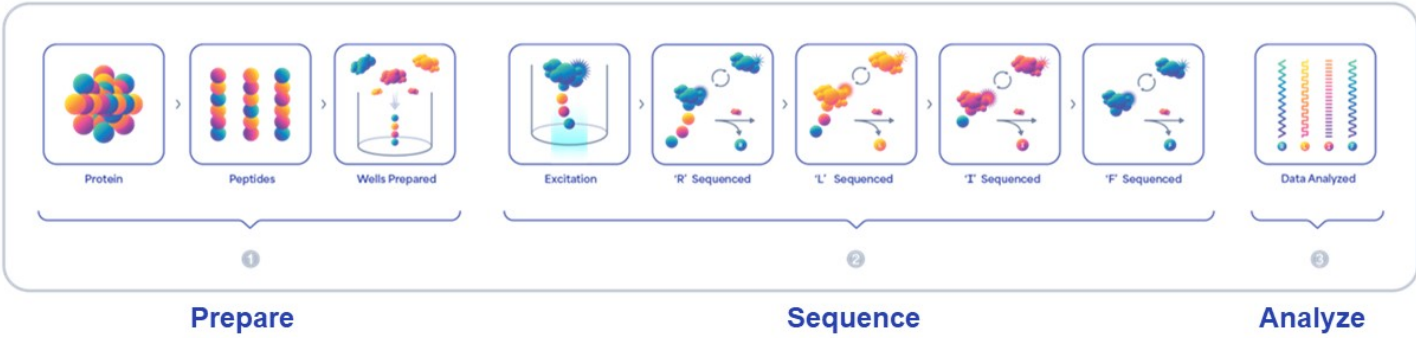 Protein
Peptides
Wells Prepared
Excitation
'R' Sequenced
'L' Sequenced
'I' Sequenced
'F' Sequenced
Data Analyzed
1
2
3
Prepare
Sequence
Analyze